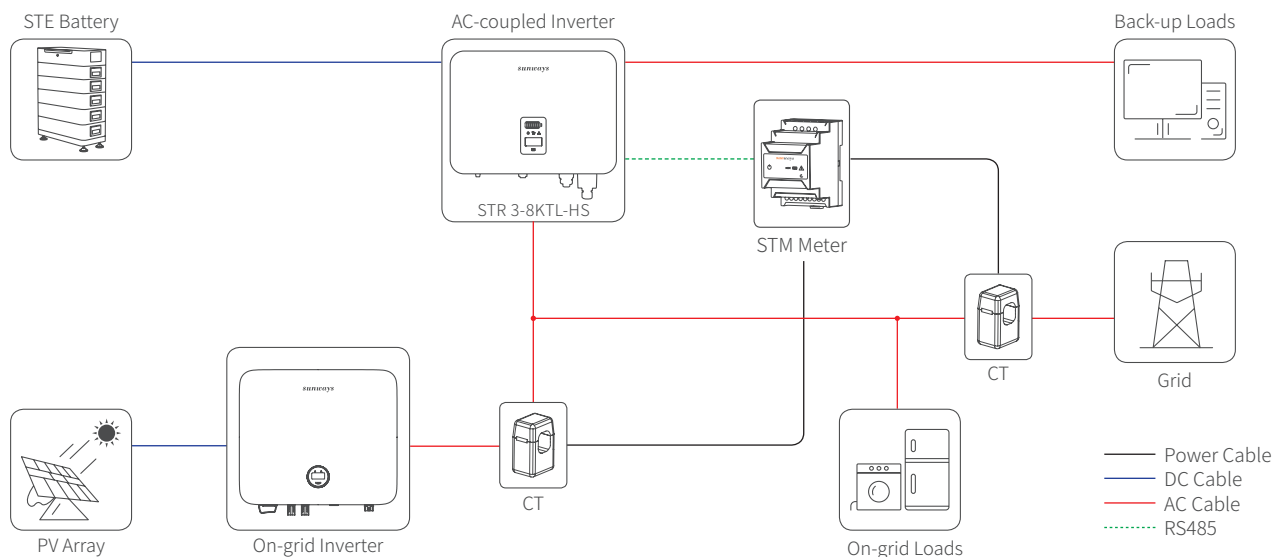 STE Battery
AC-coupled Inverter
Back-up Loads
sunways
STR 3-8KTL-HS
sunways
STM Meter
CT
Grid
sunways
CT
PV Array
On-grid Inverter
On-grid Loads
Power Cable
DC Cable
AC Cable
RS485